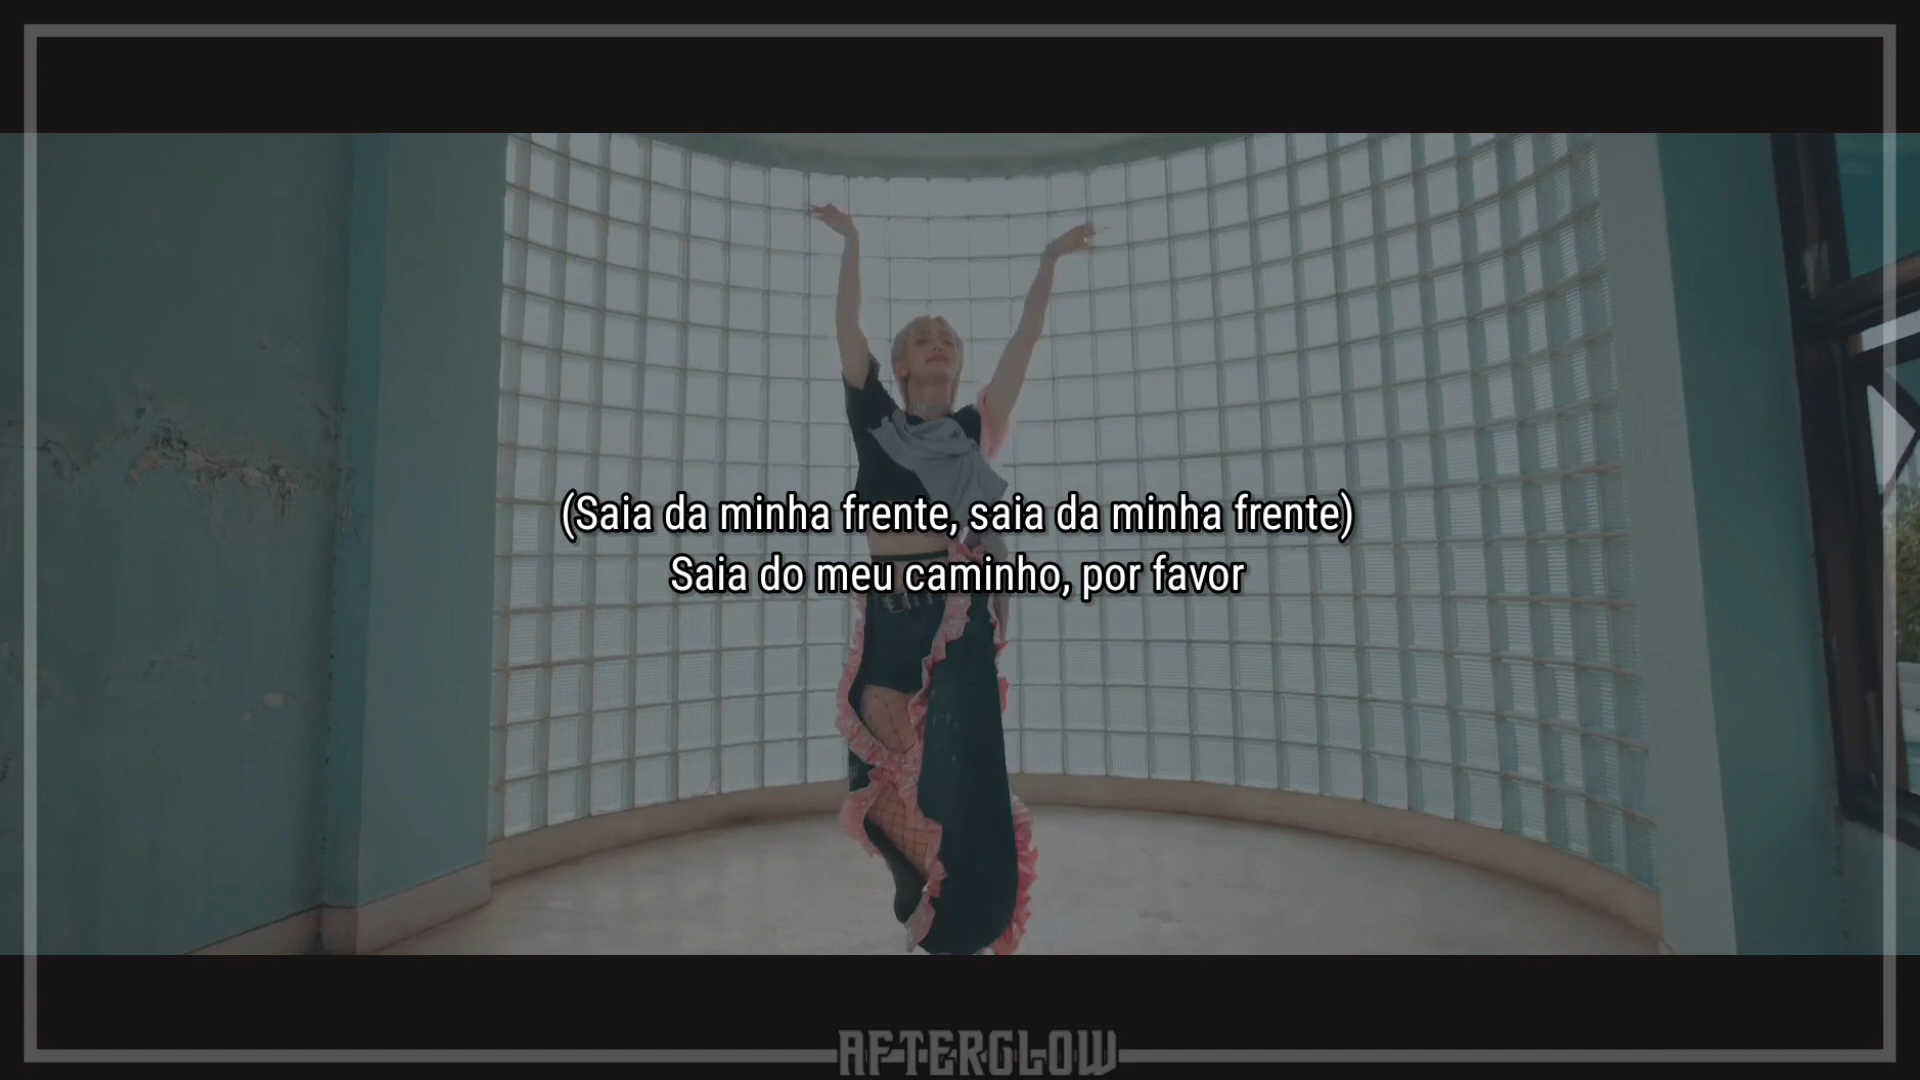 (Saia da minha frente, saia da minha frente)
Saia do meu caminho, por favor
AFTERGLOW